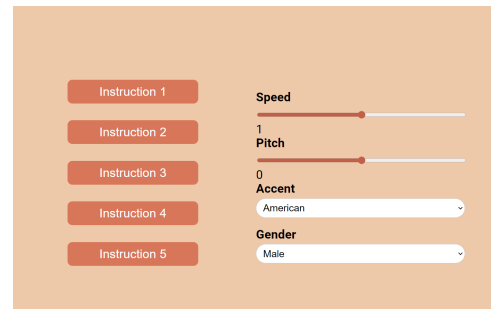 Instruction 1
Instruction 2
Instruction 3
Instruction 4
Instruction 5
Speed
1
Pitch
0
Accent
American
Gender
Male